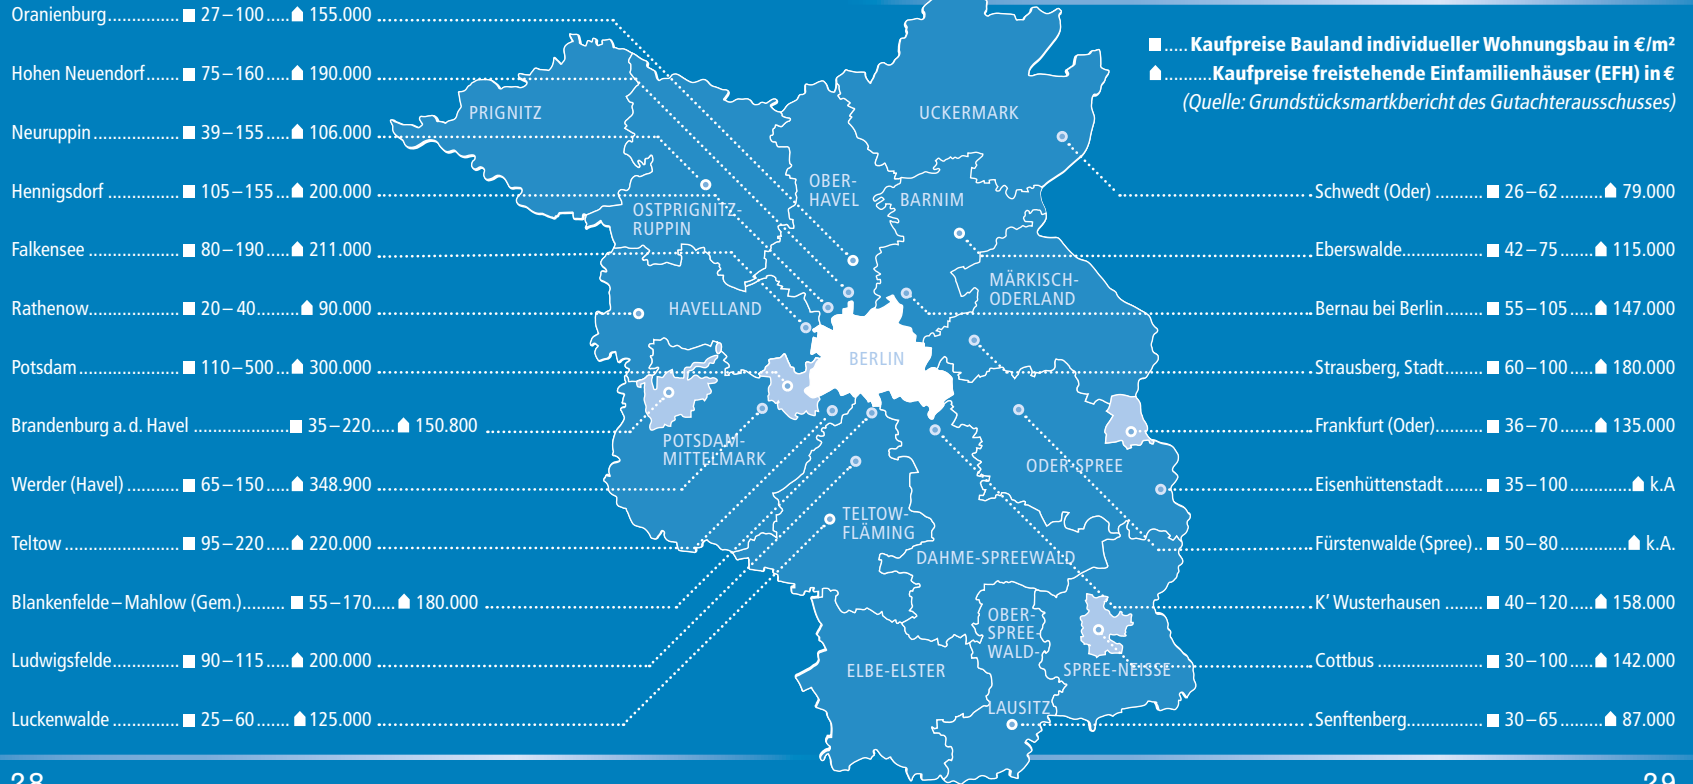 Oranienburg......... ■ 27–100 ..... 155.000
Hohen Neuendorf...... ■ 75–160 ..... 190.000
Neuruppin ............... ■ 39–155 ..... 106.000
Hennigsdorf ............. ■ 105–155 ... 200.000
Falkensee ................. ■ 80–190 ..... 211.000
Rathenow................. ■ 20–40......... 90.000
Potsdam ................... ■ 110–500 ... 300.000
Brandenburg a. d. Havel .................... ■ 35–220..... 150.800
Werder (Havel) .......... ■ 65–150 ..... 348.900
Teltow ...................... ■ 95–220 ..... 220.000
Blankenfelde–Mahlow (Gem.)........ ■ 55–170..... 180.000
Ludwigsfelde............. ■ 90–115 ..... 200.000
Luckenwalde ............. ■ 25–60 ....... 125.000
28
PRIGNITZ
UCKERMARK
OBER-
HAVEL
BARNIM
OSTPRIGNITZ-
RUPPIN
MÄRKISCH-
ODERLAND
HAVELLAND
BERLIN
POTSDAM-
MITTELMARK
ODER-SPREE
TELTOW-
FLÄMING
DAHME-SPREEWALD
OBER-
SPREE-
WALD-
LAUSITZ
ELBE-ELSTER
SPREE-NEISSE
■ ..... Kaufpreise Bauland individueller Wohnungsbau in €/m²
.......... Kaufpreise freistehende Einfamilienhäuser (EFH) in €
(Quelle: Grundstücksmartkbericht des Gutachterausschusses)
Schwedt (Oder) ......... ■ 26–62 ......... 79.000
Eberswalde............... ■ 42–75 ....... 115.000
Bernau bei Berlin ....... ■ 55–105 ..... 147.000
Strausberg, Stadt....... ■ 60–100 ..... 180.000
Frankfurt (Oder)......... ■ 36–70 ....... 135.000
Eisenhüttenstadt ....... ■ 35–100 ............ k.A
Fürstenwalde (Spree).. ■ 50–80 ............. k.A.
K’ Wusterhausen ....... ■ 40–120 ..... 158.000
Cottbus .................... ■ 30–100 ..... 142.000
Senftenberg.............. ■ 30–65 ......... 87.000
29